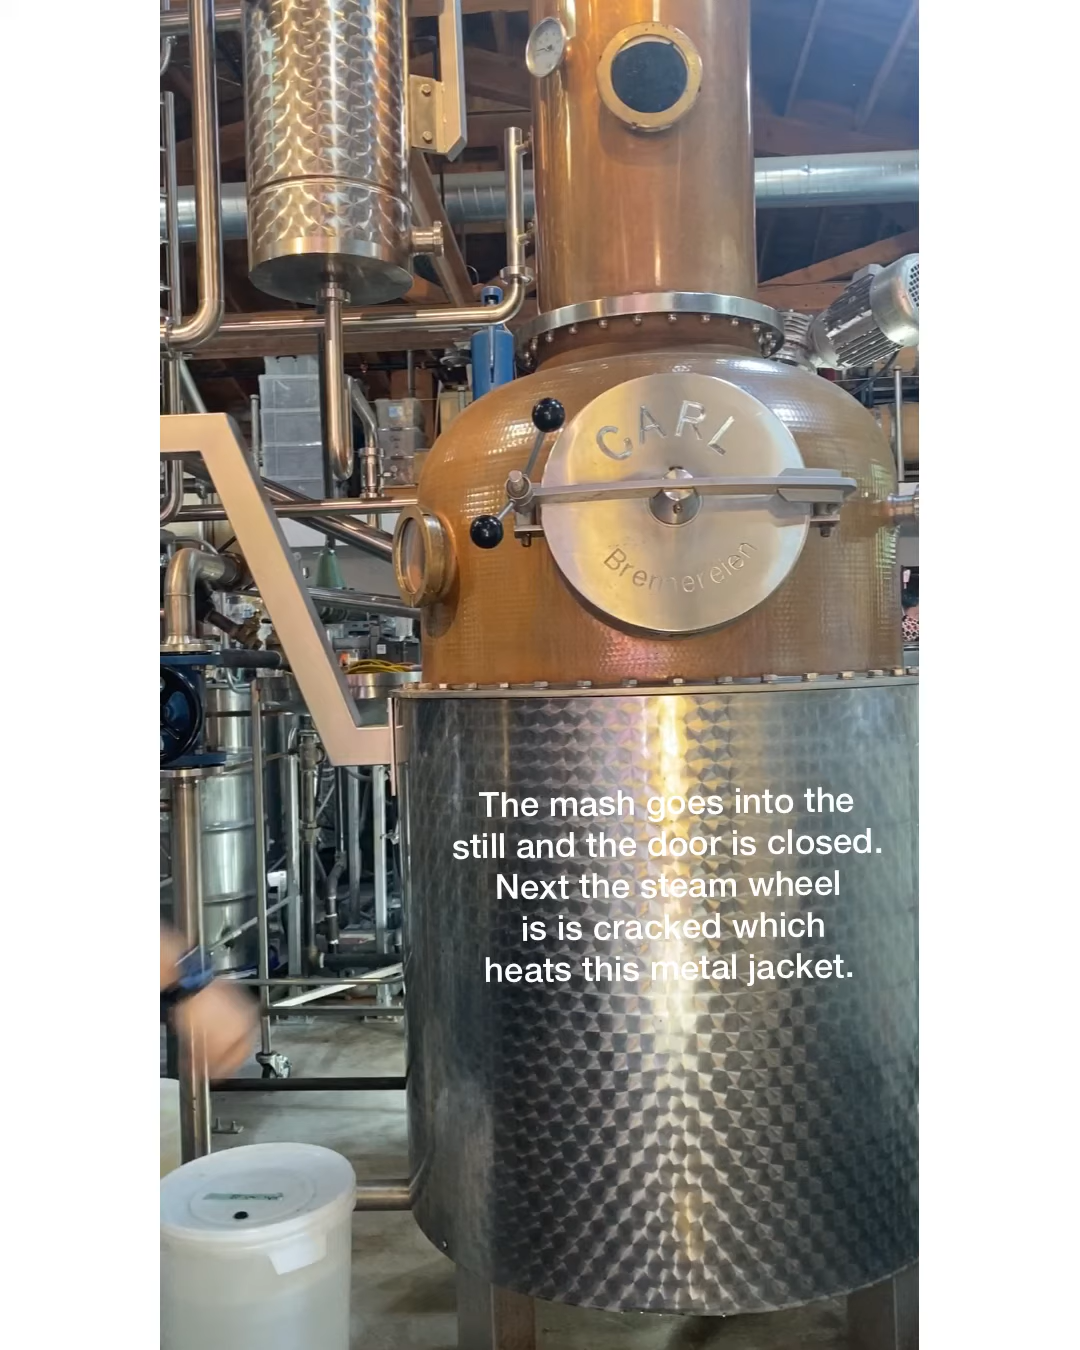 CARL
Brennereien
The mash goes into the
still and the door is closed.
Next the steam wheel
is is cracked which
heats this metal jacket.